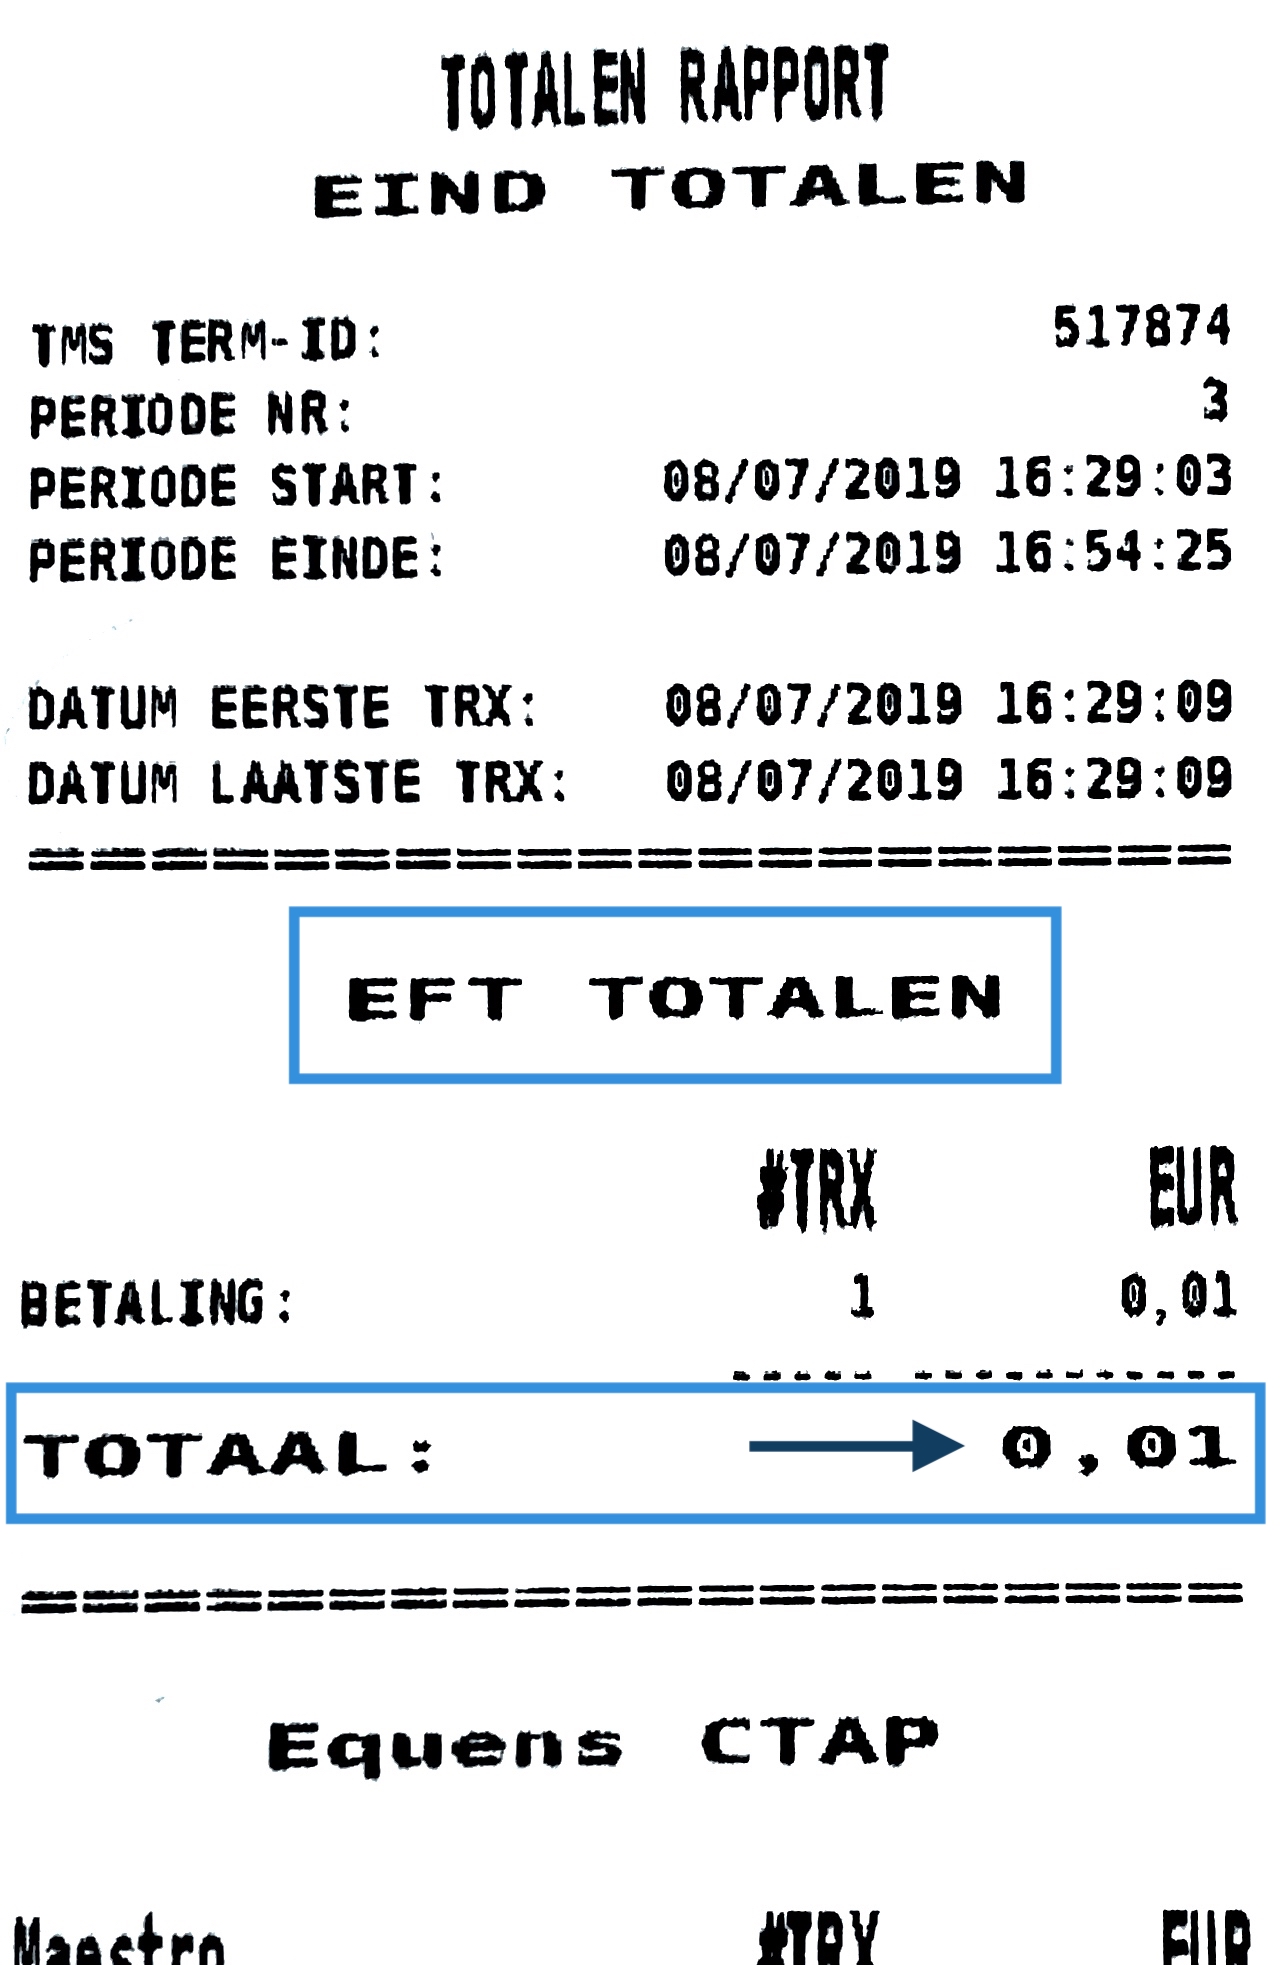 TOTALEN RAPPORT
EIND TOTALEN
TMS TERM-ID: 517874
PERIODE NR: 3
PERIODE START: 08/07/2019 16:29:03
PERIODE EINDE: 08/07/2019 16:54:25
DATUM EERSTE TRX: 08/07/2019 16:29:09
DATUM LAATSTE TRX: 08/07/2019 16:29:09
====================
EFT TOTALEN
#TRX EUR
BETALING: 1 0,01
----- -----------
TOTAAL: 0,01
====================
Equens CTAP
Maestro #TRX EUR